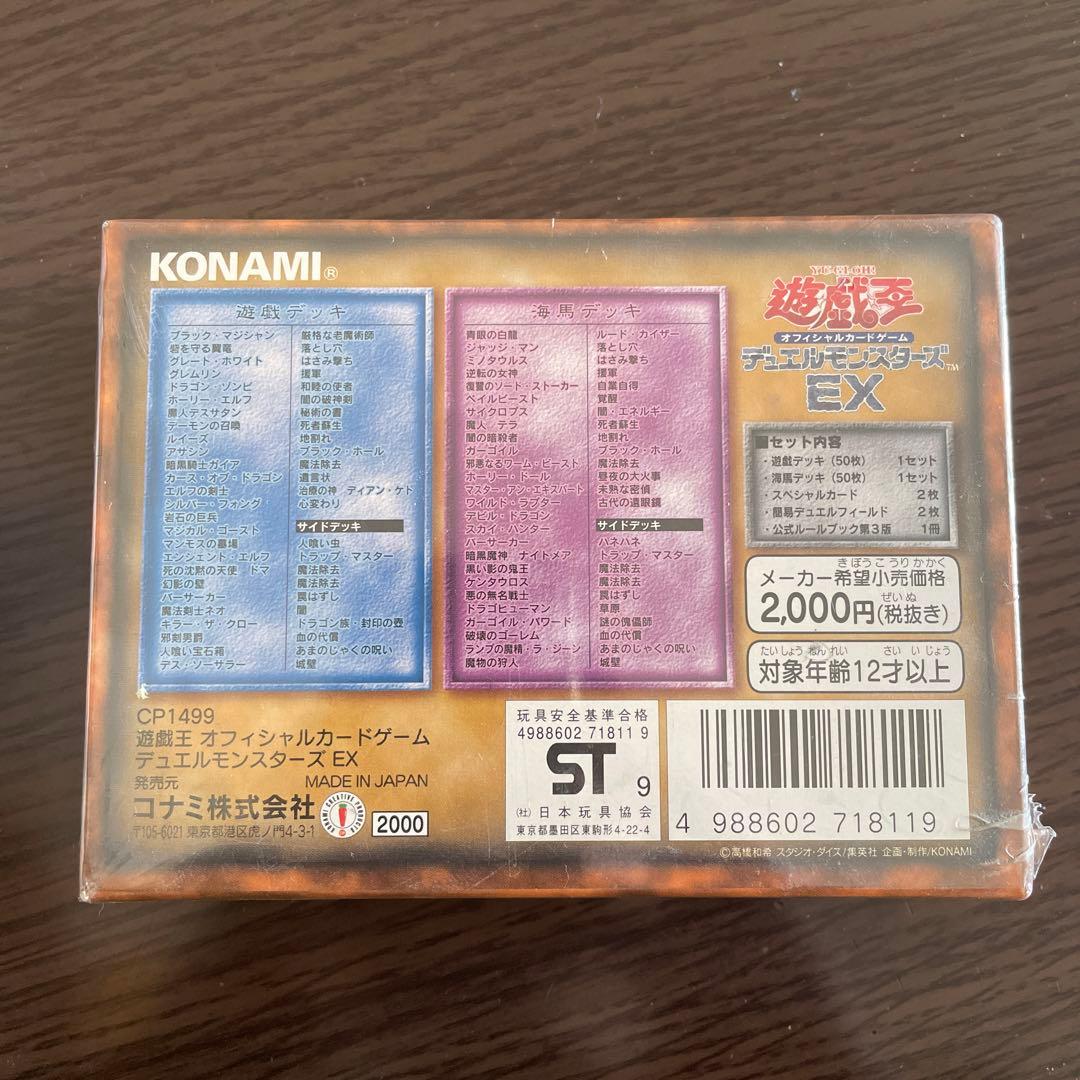 KONAMI®
遊戯デッキ
ブラック・マジシャン
砦を守る翼竜
グレート・ホワイト
グレムリン
ドラゴン・ゾンビ
ホーリー・エルフ
魔人デスサタン
デーモンの召喚
ルイーズ
アサシン
暗黒騎士ガイア
カース・オブ・ドラゴン
エルフの剣士
シルバー・フォング
岩石の巨兵
マジカル・ゴースト
マンモスの墓場
エンシェント・エルフ
死の沈黙の天使 ドマ
幻影の壁
バーサーカー
魔法剣士ネオ
キラー・ザ・クロー
邪剣男爵
人喰い宝石箱
デス・ソーサラー
厳格な老魔術師
落とし穴
はさみ撃ち
援軍
和睦の使者
闇の破神剣
秘術の書
死者蘇生
地割れ
ブラック・ホール
魔法除去
遺言状
治療の神 ディアン・ケト
心変わり
サイドデッキ
人喰い虫
トラップ・マスター
魔法除去
魔法除去
罠はずし
闇
ドラゴン族・封印の壺
血の代償
あまのじゃくの呪い
城壁
海馬デッキ
青眼の白龍
ジャッジ・マン
ミノタウルス
逆転の女神
復讐のソード・ストーカー
ベイルビースト
サイクロプス
魔人 テラ
闇の暗殺者
ガーゴイル
邪悪なるワーム・ビースト
ホーリー・ドール
マスター・アン・エキスパート
ワイルド・ラプター
デビル・ドラゴン
スカイ・ハンター
バーサーカー
暗黒魔神 ナイトメア
黒い影の鬼王
ケンタウロス
悪の無名戦士
ドラゴヒューマン
ガーゴイル・パワード
破壊のゴーレム
ランプの魔精・ラ・ジーン
魔物の狩人
ルード・カイザー
落とし穴
はさみ撃ち
援軍
自業自得
覚醒
闇・エネルギー
死者蘇生
地割れ
ブラック・ホール
魔法除去
昼夜の大火事
未熟な密偵
古代の遠眼鏡
サイドデッキ
ハネハネ
トラップ・マスター
魔法除去
魔法除去
罠はずし
草原
謎の傀儡師
血の代償
あまのじゃくの呪い
城壁
YU-GI-OH!
遊戯王
オフィシャルカードゲーム
デュエルモンスターズ™
EX
■セット内容
・遊戯デッキ(50枚) 1セット
・海馬デッキ(50枚) 1セット
・スペシャルカード 2枚
・簡易デュエルフィールド 2枚
・公式ルールブック第3版 1冊
きぼうこうりかかく
メーカー希望小売価格
ぜいぬ
2,000円(税抜き)
たいしょうねんれい さいいじょう
対象年齢12才以上
CP1499
遊戯王 オフィシャルカードゲーム
デュエルモンスターズ EX
発売元 MADE IN JAPAN
コナミ株式会社
KONAMI CREATIVE PRODUCTS
2000
〒105-6021 東京都港区虎ノ門4-3-1
玩具安全基準合格
4988602 71811 9
ST 9
(社)日本玩具協会
東京都墨田区東駒形4-22-4
4 988602 718119
©高橋和希 スタジオ・ダイス/集英社 企画・制作/KONAMI